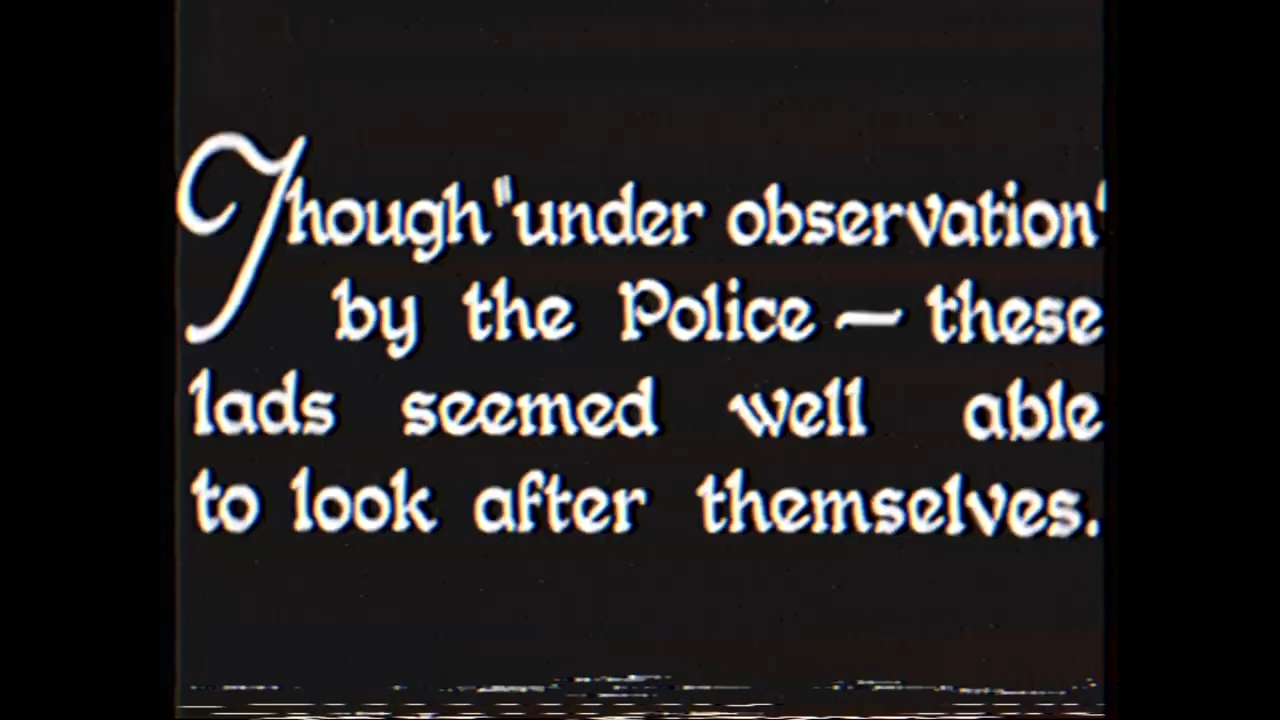 Though "under observation"
by the Police — these
lads seemed well able
to look after themselves.